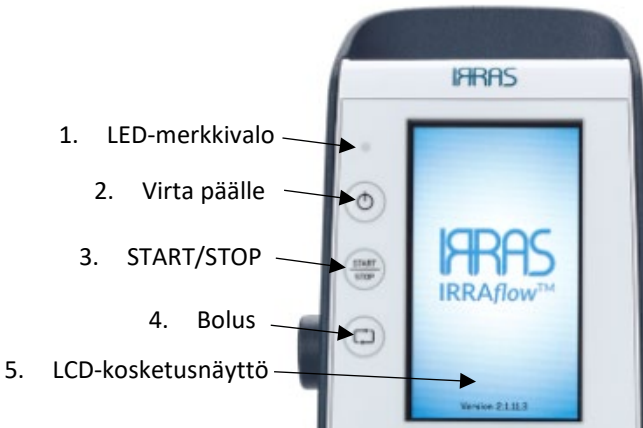 IRRAS
1. LED-merkkivalo
2. Virta päälle
3. START/STOP
START
STOP
4. Bolus
5. LCD-kosketusnäyttö
IRRAS
IRRAflow™
Version 2.1.11.3